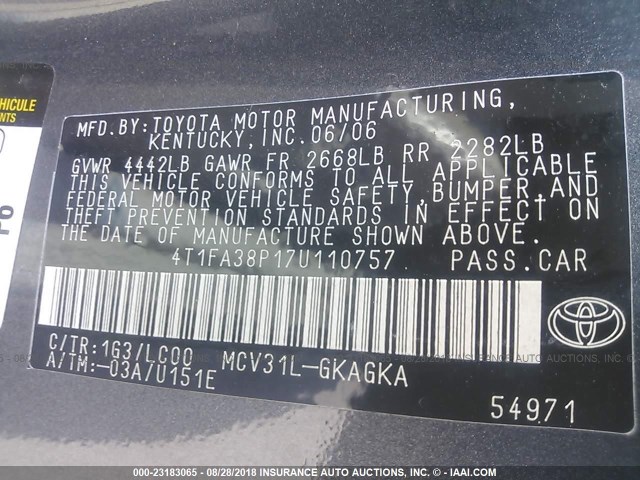 HICULE
NTS
MFD.BY:TOYOTA MOTOR MANUFACTURING,
KENTUCKY, INC.06/06
GVWR 4442LB GAWR FR 2668LB RR 2282LB
THIS VEHICLE CONFORMS TO ALL APPLICABLE
FEDERAL MOTOR VEHICLE SAFETY,BUMPER,AND
THEFT PREVENTION STANDARDS IN EFFECT ON
THE DATE OF MANUFACTURE SHOWN ABOVE.
4T1FA38P17U110757 PASS.CAR
C/TR:1G3/LC00 MCV31L-GKAGKA
A/TM:-03A/U151E
54971
TOYOTA
000-23183065 - 08/28/2018 - INSURANCE AUTO AUCTIONS, INC. - © - IAAI.COM